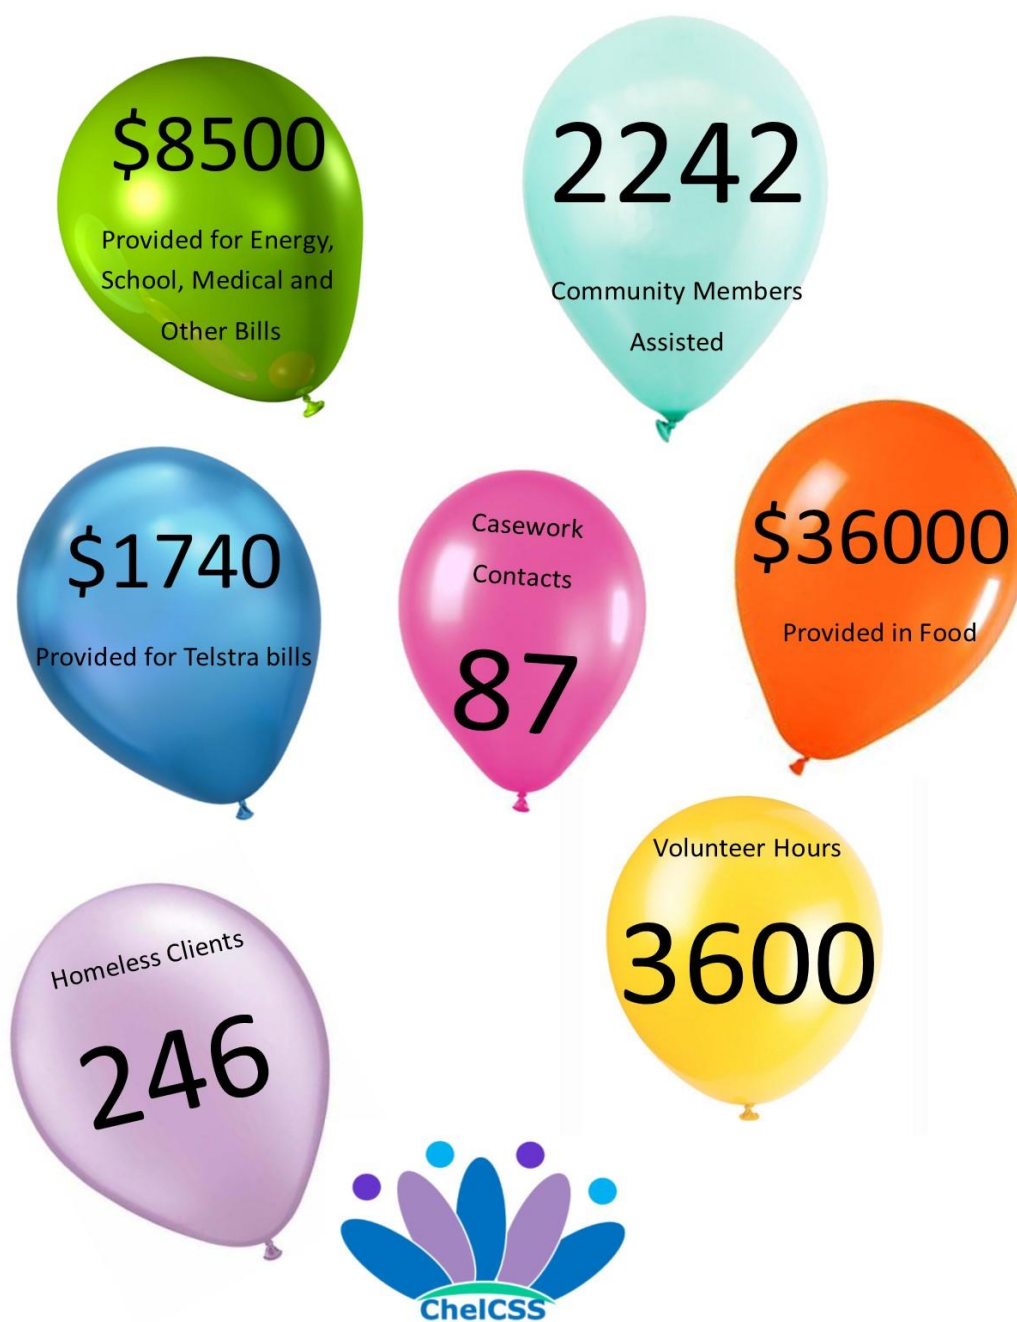 $8500
Provided for Energy,
School, Medical and
Other Bills
2242
Community Members
Assisted
$1740
Provided for Telstra bills
Casework
Contacts
87
$36000
Provided in Food
Volunteer Hours
3600
Homeless Clients
246
ChelCSS